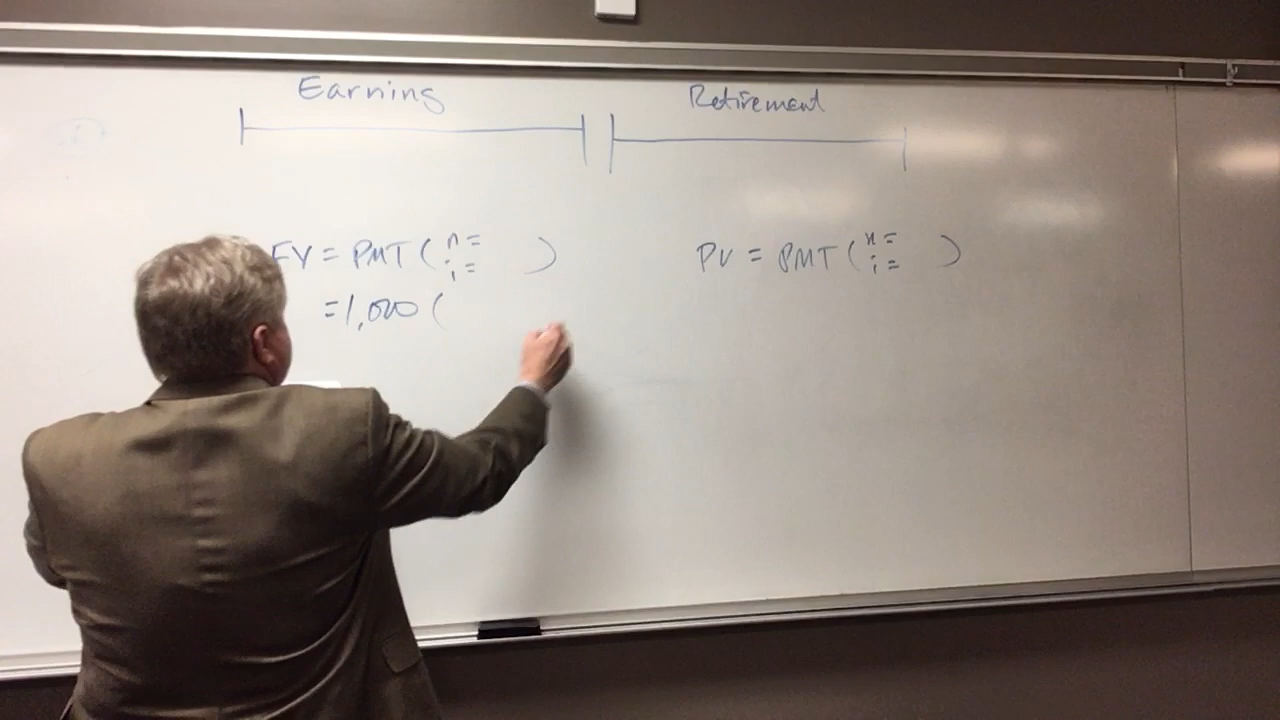 Earning
Retirement
FV = PMT ( n = i = )
= 1,000 (
PV = PMT ( n = i = )